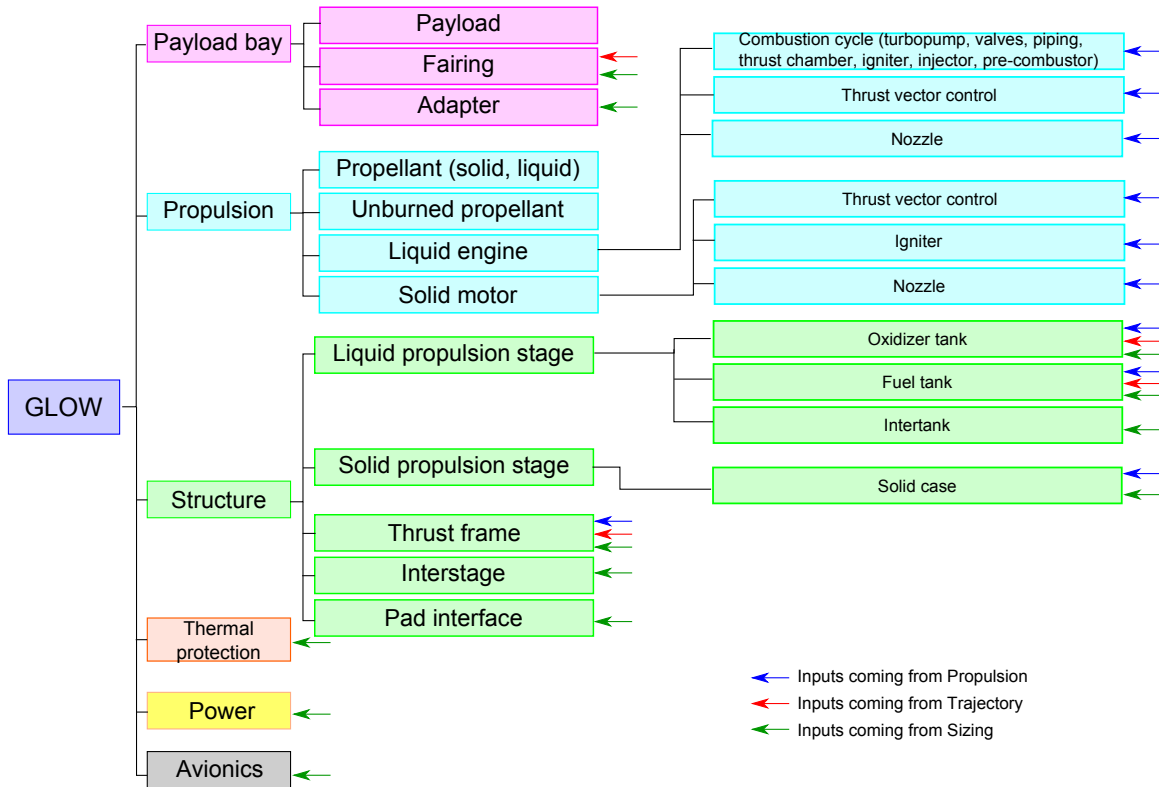 GLOW
Payload bay
Payload
Fairing
Adapter
Propulsion
Propellant (solid, liquid)
Unburned propellant
Liquid engine
Solid motor
Combustion cycle (turbopump, valves, piping,
thrust chamber, igniter, injector, pre-combustor)
Thrust vector control
Nozzle
Thrust vector control
Igniter
Nozzle
Structure
Liquid propulsion stage
Oxidizer tank
Fuel tank
Intertank
Solid propulsion stage
Solid case
Thrust frame
Interstage
Pad interface
Thermal
protection
Power
Avionics
Inputs coming from Propulsion
Inputs coming from Trajectory
Inputs coming from Sizing